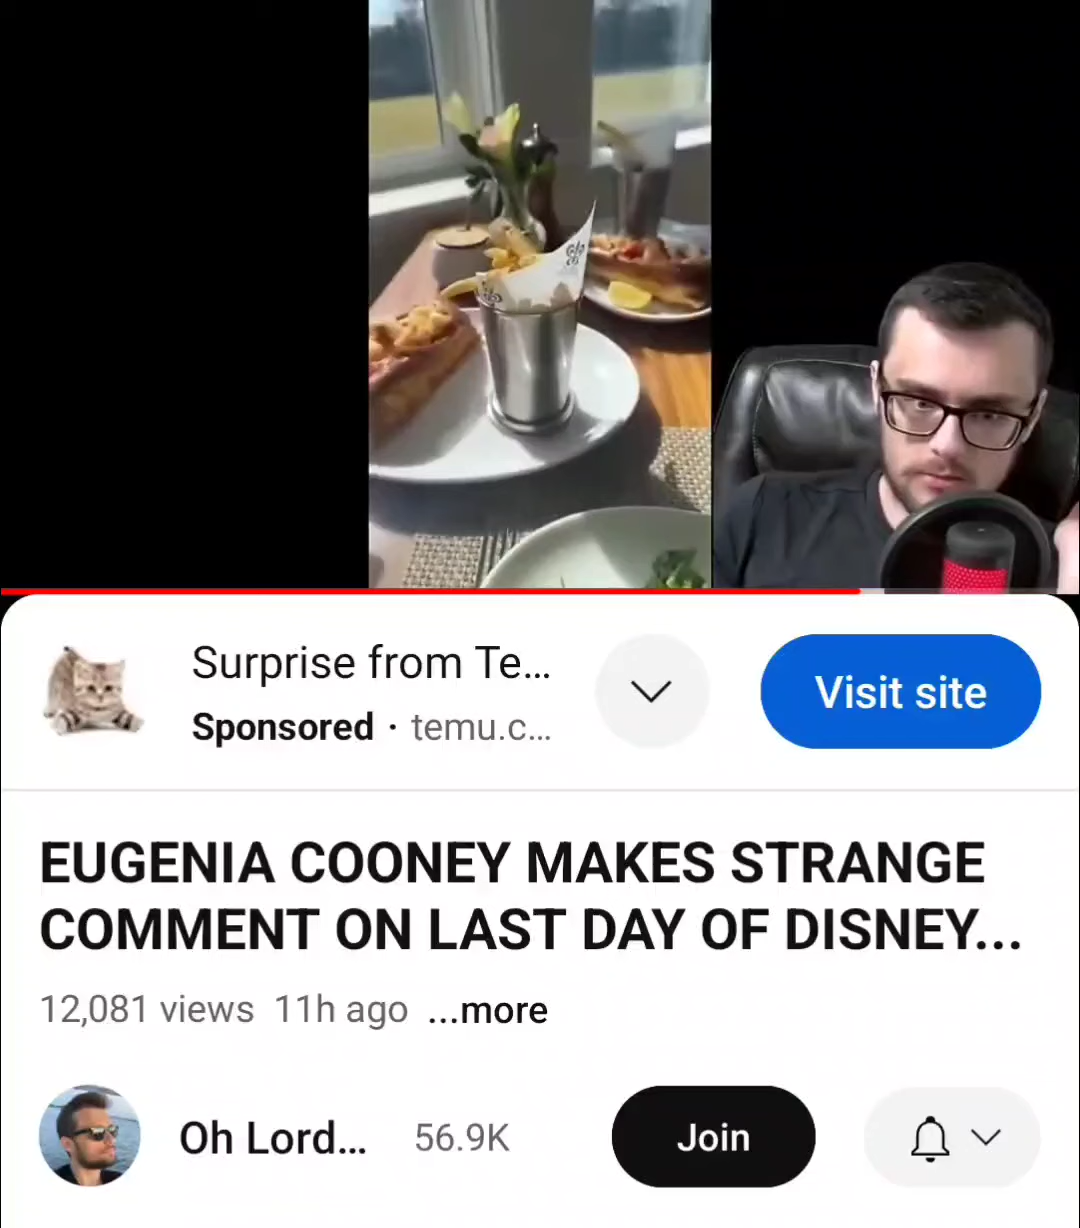 Surprise from Te...
Sponsored · temu.c...
Visit site
EUGENIA COONEY MAKES STRANGE
COMMENT ON LAST DAY OF DISNEY...
12,081 views 11h ago ...more
Oh Lord... 56.9K
Join